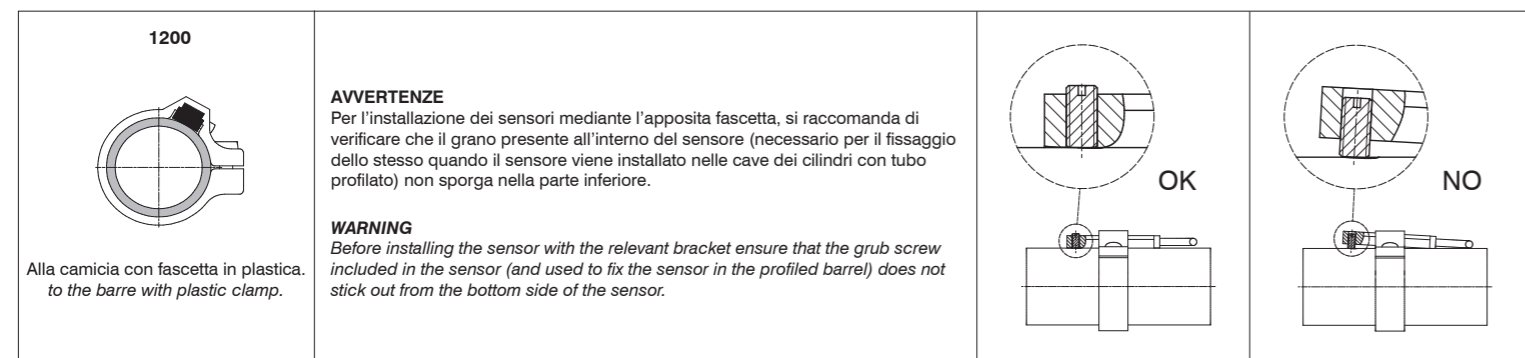 1200
Alla camicia con fascetta in plastica.
to the barre with plastic clamp.
AVVERTENZE
Per l’installazione dei sensori mediante l’apposita fascetta, si raccomanda di
verificare che il grano presente all’interno del sensore (necessario per il fissaggio
dello stesso quando il sensore viene installato nelle cave dei cilindri con tubo
profilato) non sporga nella parte inferiore.
WARNING
Before installing the sensor with the relevant bracket ensure that the grub screw
included in the sensor (and used to fix the sensor in the profiled barrel) does not
stick out from the bottom side of the sensor.
OK
NO